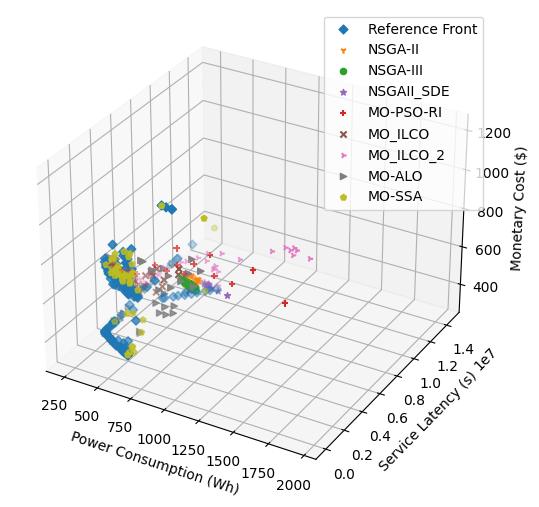 Reference Front
NSGA-II
NSGA-III
NSGAII_SDE
MO-PSO-RI
MO_ILCO
MO_ILCO_2
MO-ALO
MO-SSA
1200
1000
800
600
400
Monetary Cost ($)
250
500
750
1000
1250
1500
1750
2000
Power Consumption (Wh)
0.0
0.2
0.4
0.6
0.8
1.0
1.2
1.4
1e7
Service Latency (s)